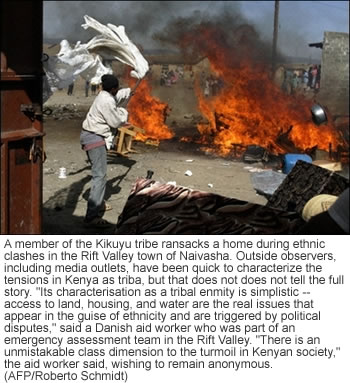 A member of the Kikuyu tribe ransacks a home during ethnic
clashes in the Rift Valley town of Naivasha. Outside observers,
including media outlets, have been quick to characterize the
tensions in Kenya as triba, but that does not does not tell the full
story. "Its characterisation as a tribal enmity is simplistic --
access to land, housing, and water are the real issues that
appear in the guise of ethnicity and are triggered by political
disputes," said a Danish aid worker who was part of an
emergency assessment team in the Rift Valley. "There is an
unmistakable class dimension to the turmoil in Kenyan society,"
the aid worker said, wishing to remain anonymous.
(AFP/Roberto Schmidt)